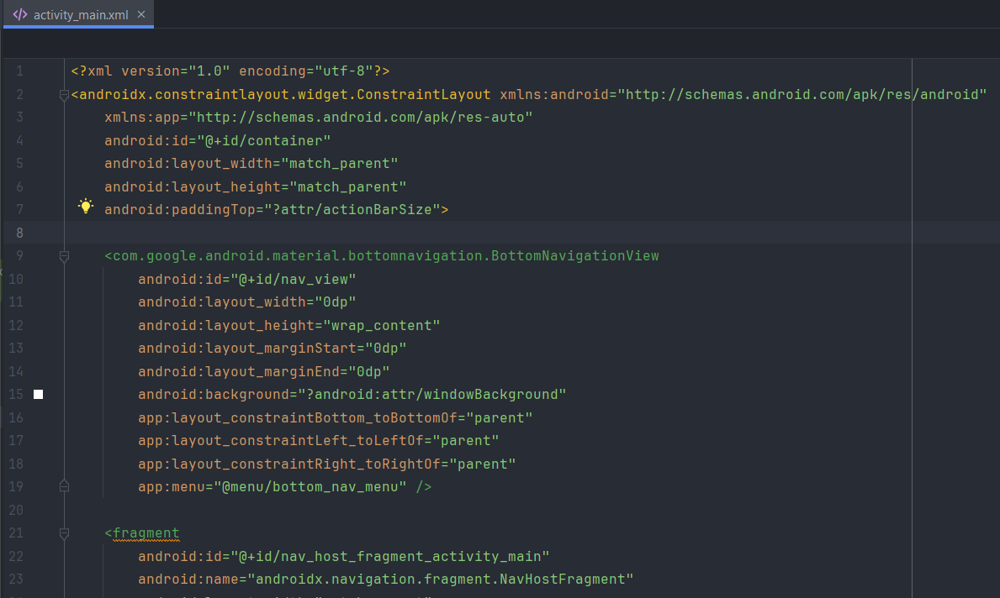 activity_main.xml
1 <?xml version="1.0" encoding="utf-8"?>
2 <androidx.constraintlayout.widget.ConstraintLayout xmlns:android="http://schemas.android.com/apk/res/android"
3 xmlns:app="http://schemas.android.com/apk/res-auto"
4 android:id="@+id/container"
5 android:layout_width="match_parent"
6 android:layout_height="match_parent"
7 android:paddingTop="?attr/actionBarSize">
8
9 <com.google.android.material.bottomnavigation.BottomNavigationView
10 android:id="@+id/nav_view"
11 android:layout_width="0dp"
12 android:layout_height="wrap_content"
13 android:layout_marginStart="0dp"
14 android:layout_marginEnd="0dp"
15 android:background="?android:attr/windowBackground"
16 app:layout_constraintBottom_toBottomOf="parent"
17 app:layout_constraintLeft_toLeftOf="parent"
18 app:layout_constraintRight_toRightOf="parent"
19 app:menu="@menu/bottom_nav_menu" />
20
21 <fragment
22 android:id="@+id/nav_host_fragment_activity_main"
23 android:name="androidx.navigation.fragment.NavHostFragment"